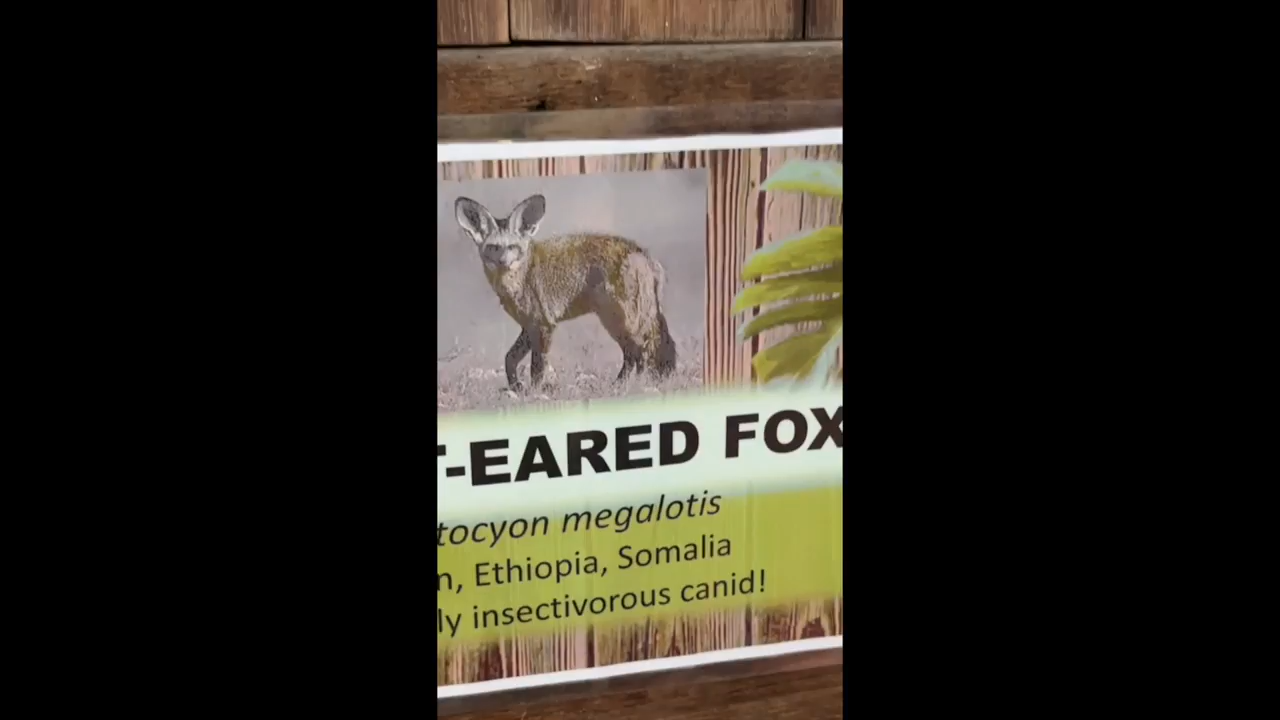 T-EARED FOX
tocyon megalotis
n, Ethiopia, Somalia
ly insectivorous canid!